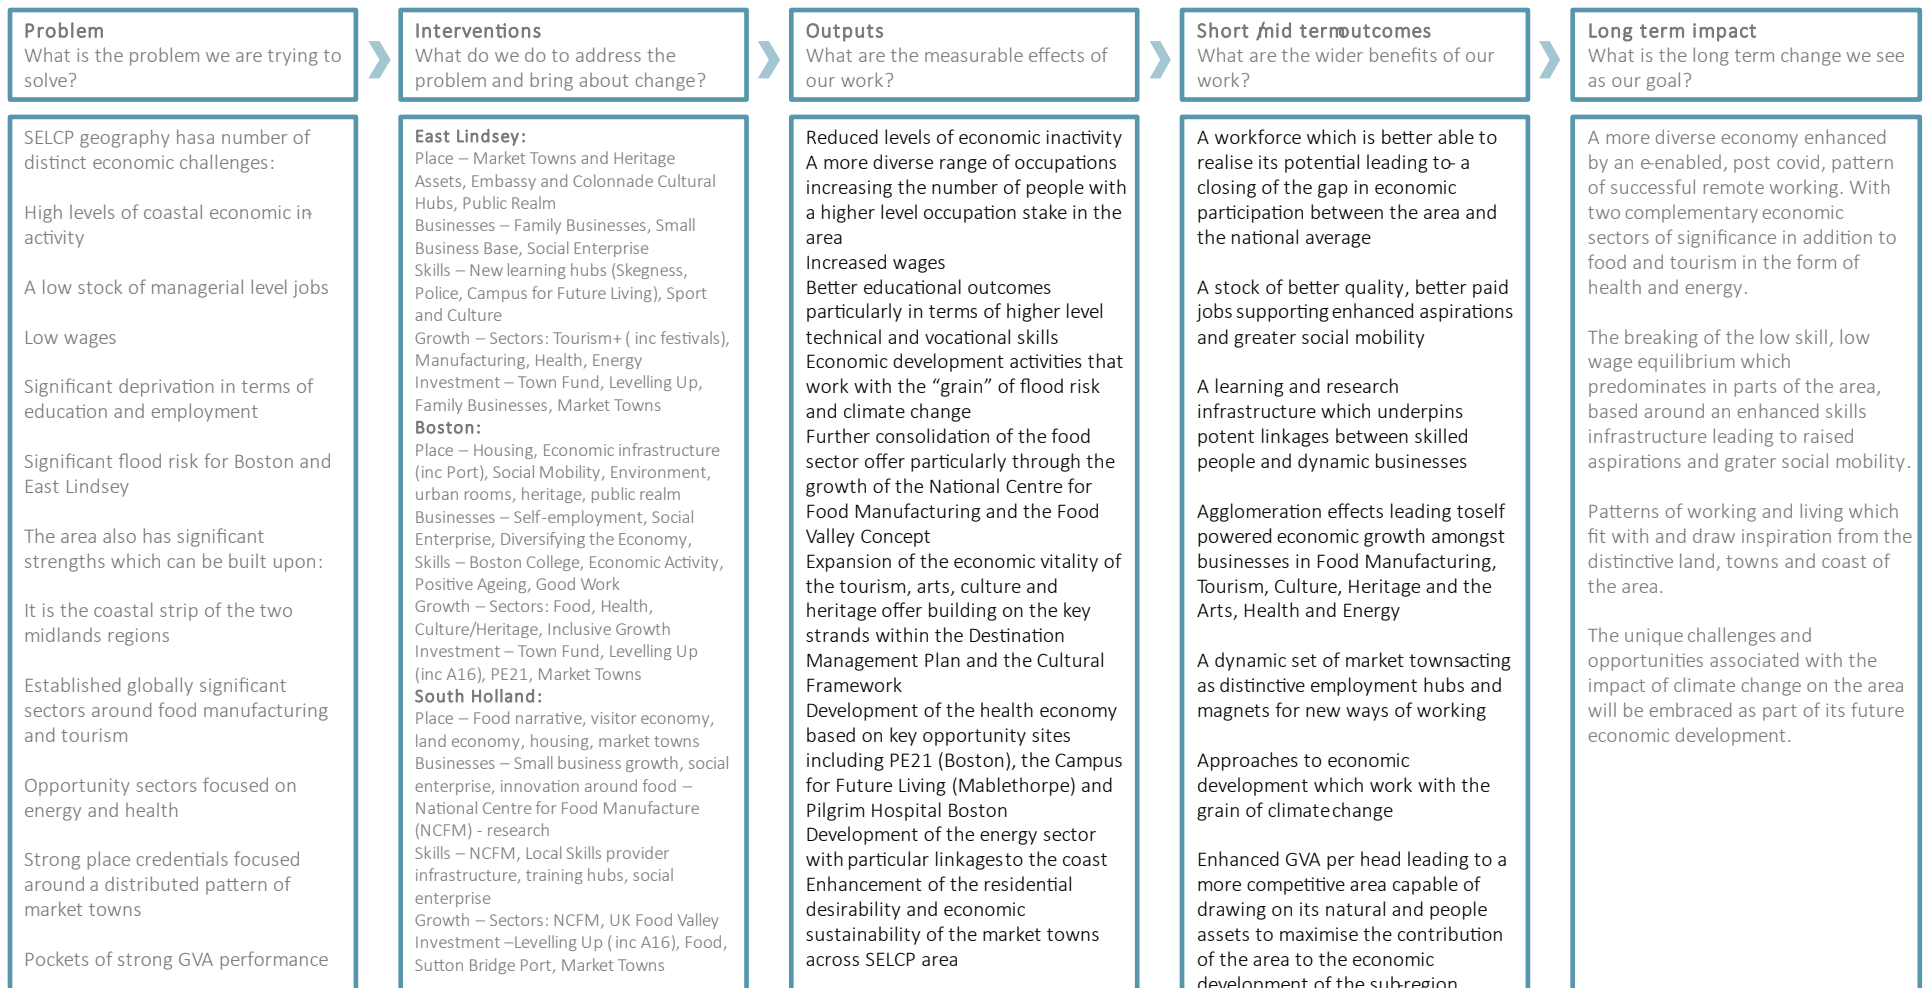 Problem
What is the problem we are trying to
solve?
Interventions
What do we do to address the
problem and bring about change?
Outputs
What are the measurable effects of
our work?
Short /mid termoutcomes
What are the wider benefits of our
work?
Long term impact
What is the long term change we see
as our goal?
SELCP geography hasa number of
distinct economic challenges:
High levels of coastal economic in-
activity
A low stock of managerial level jobs
Low wages
Significant deprivation in terms of
education and employment
Significant flood risk for Boston and
East Lindsey
The area also has significant
strengths which can be built upon:
It is the coastal strip of the two
midlands regions
Established globally significant
sectors around food manufacturing
and tourism
Opportunity sectors focused on
energy and health
Strong place credentials focused
around a distributed pattern of
market towns
Pockets of strong GVA performance
East Lindsey:
Place – Market Towns and Heritage
Assets, Embassy and Colonnade Cultural
Hubs, Public Realm
Businesses – Family Businesses, Small
Business Base, Social Enterprise
Skills – New learning hubs (Skegness,
Police, Campus for Future Living), Sport
and Culture
Growth – Sectors: Tourism+ ( inc festivals),
Manufacturing, Health, Energy
Investment – Town Fund, Levelling Up,
Family Businesses, Market Towns
Boston:
Place – Housing, Economic infrastructure
(inc Port), Social Mobility, Environment,
urban rooms, heritage, public realm
Businesses – Self-employment, Social
Enterprise, Diversifying the Economy,
Skills – Boston College, Economic Activity,
Positive Ageing, Good Work
Growth – Sectors: Food, Health,
Culture/Heritage, Inclusive Growth
Investment – Town Fund, Levelling Up
(inc A16), PE21, Market Towns
South Holland:
Place – Food narrative, visitor economy,
land economy, housing, market towns
Businesses – Small business growth, social
enterprise, innovation around food –
National Centre for Food Manufacture
(NCFM) - research
Skills – NCFM, Local Skills provider
infrastructure, training hubs, social
enterprise
Growth – Sectors: NCFM, UK Food Valley
Investment –Levelling Up ( inc A16), Food,
Sutton Bridge Port, Market Towns
Reduced levels of economic inactivity
A more diverse range of occupations
increasing the number of people with
a higher level occupation stake in the
area
Increased wages
Better educational outcomes
particularly in terms of higher level
technical and vocational skills
Economic development activities that
work with the “grain” of flood risk
and climate change
Further consolidation of the food
sector offer particularly through the
growth of the National Centre for
Food Manufacturing and the Food
Valley Concept
Expansion of the economic vitality of
the tourism, arts, culture and
heritage offer building on the key
strands within the Destination
Management Plan and the Cultural
Framework
Development of the health economy
based on key opportunity sites
including PE21 (Boston), the Campus
for Future Living (Mablethorpe) and
Pilgrim Hospital Boston
Development of the energy sector
with particular linkagesto the coast
Enhancement of the residential
desirability and economic
sustainability of the market towns
across SELCP area
A workforce which is better able to
realise its potential leading to- a
closing of the gap in economic
participation between the area and
the national average
A stock of better quality, better paid
jobs supporting enhanced aspirations
and greater social mobility
A learning and research
infrastructure which underpins
potent linkages between skilled
people and dynamic businesses
Agglomeration effects leading toself
powered economic growth amongst
businesses in Food Manufacturing,
Tourism, Culture, Heritage and the
Arts, Health and Energy
A dynamic set of market townsacting
as distinctive employment hubs and
magnets for new ways of working
Approaches to economic
development which work with the
grain of climate change
Enhanced GVA per head leading to a
more competitive area capable of
drawing on its natural and people
assets to maximise the contribution
of the area to the economic
development of the sub-region
A more diverse economy enhanced
by an e-enabled, post covid, pattern
of successful remote working. With
two complementary economic
sectors of significance in addition to
food and tourism in the form of
health and energy.
The breaking of the low skill, low
wage equilibrium which
predominates in parts of the area,
based around an enhanced skills
infrastructure leading to raised
aspirations and grater social mobility.
Patterns of working and living which
fit with and draw inspiration from the
distinctive land, towns and coast of
the area.
The unique challenges and
opportunities associated with the
impact of climate change on the area
will be embraced as part of its future
economic development.